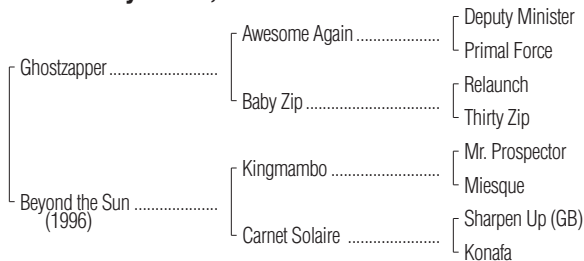 Deputy Minister
Awesome Again
Primal Force
Ghostzapper
Relaunch
Baby Zip
Thirty Zip
Mr. Prospector
Kingmambo
Miesque
Beyond the Sun
(1996)
Sharpen Up (GB)
Carnet Solaire
Konafa